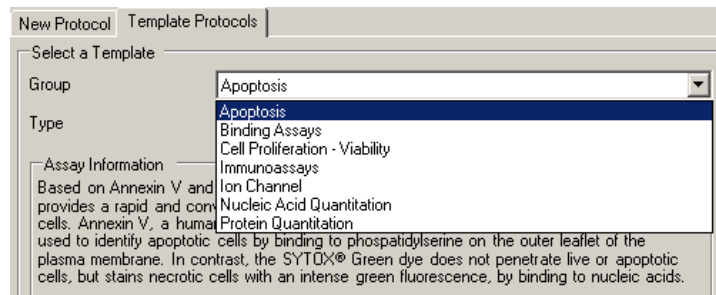 New Protocol Template Protocols
Select a Template
Group Apoptosis
Type
Apoptosis
Binding Assays
Cell Proliferation - Viability
Immunoassays
Ion Channel
Nucleic Acid Quantitation
Protein Quantitation
Assay Information
Based on Annexin V and
provides a rapid and
cells. Annexin V, a
used to identify apoptotic cells by binding to phospatidylserine on the outer leaflet of the
plasma membrane. In contrast, the SYTOX® Green dye does not penetrate live or apoptotic
cells, but stains necrotic cells with an intense green fluorescence, by binding to nucleic acids.